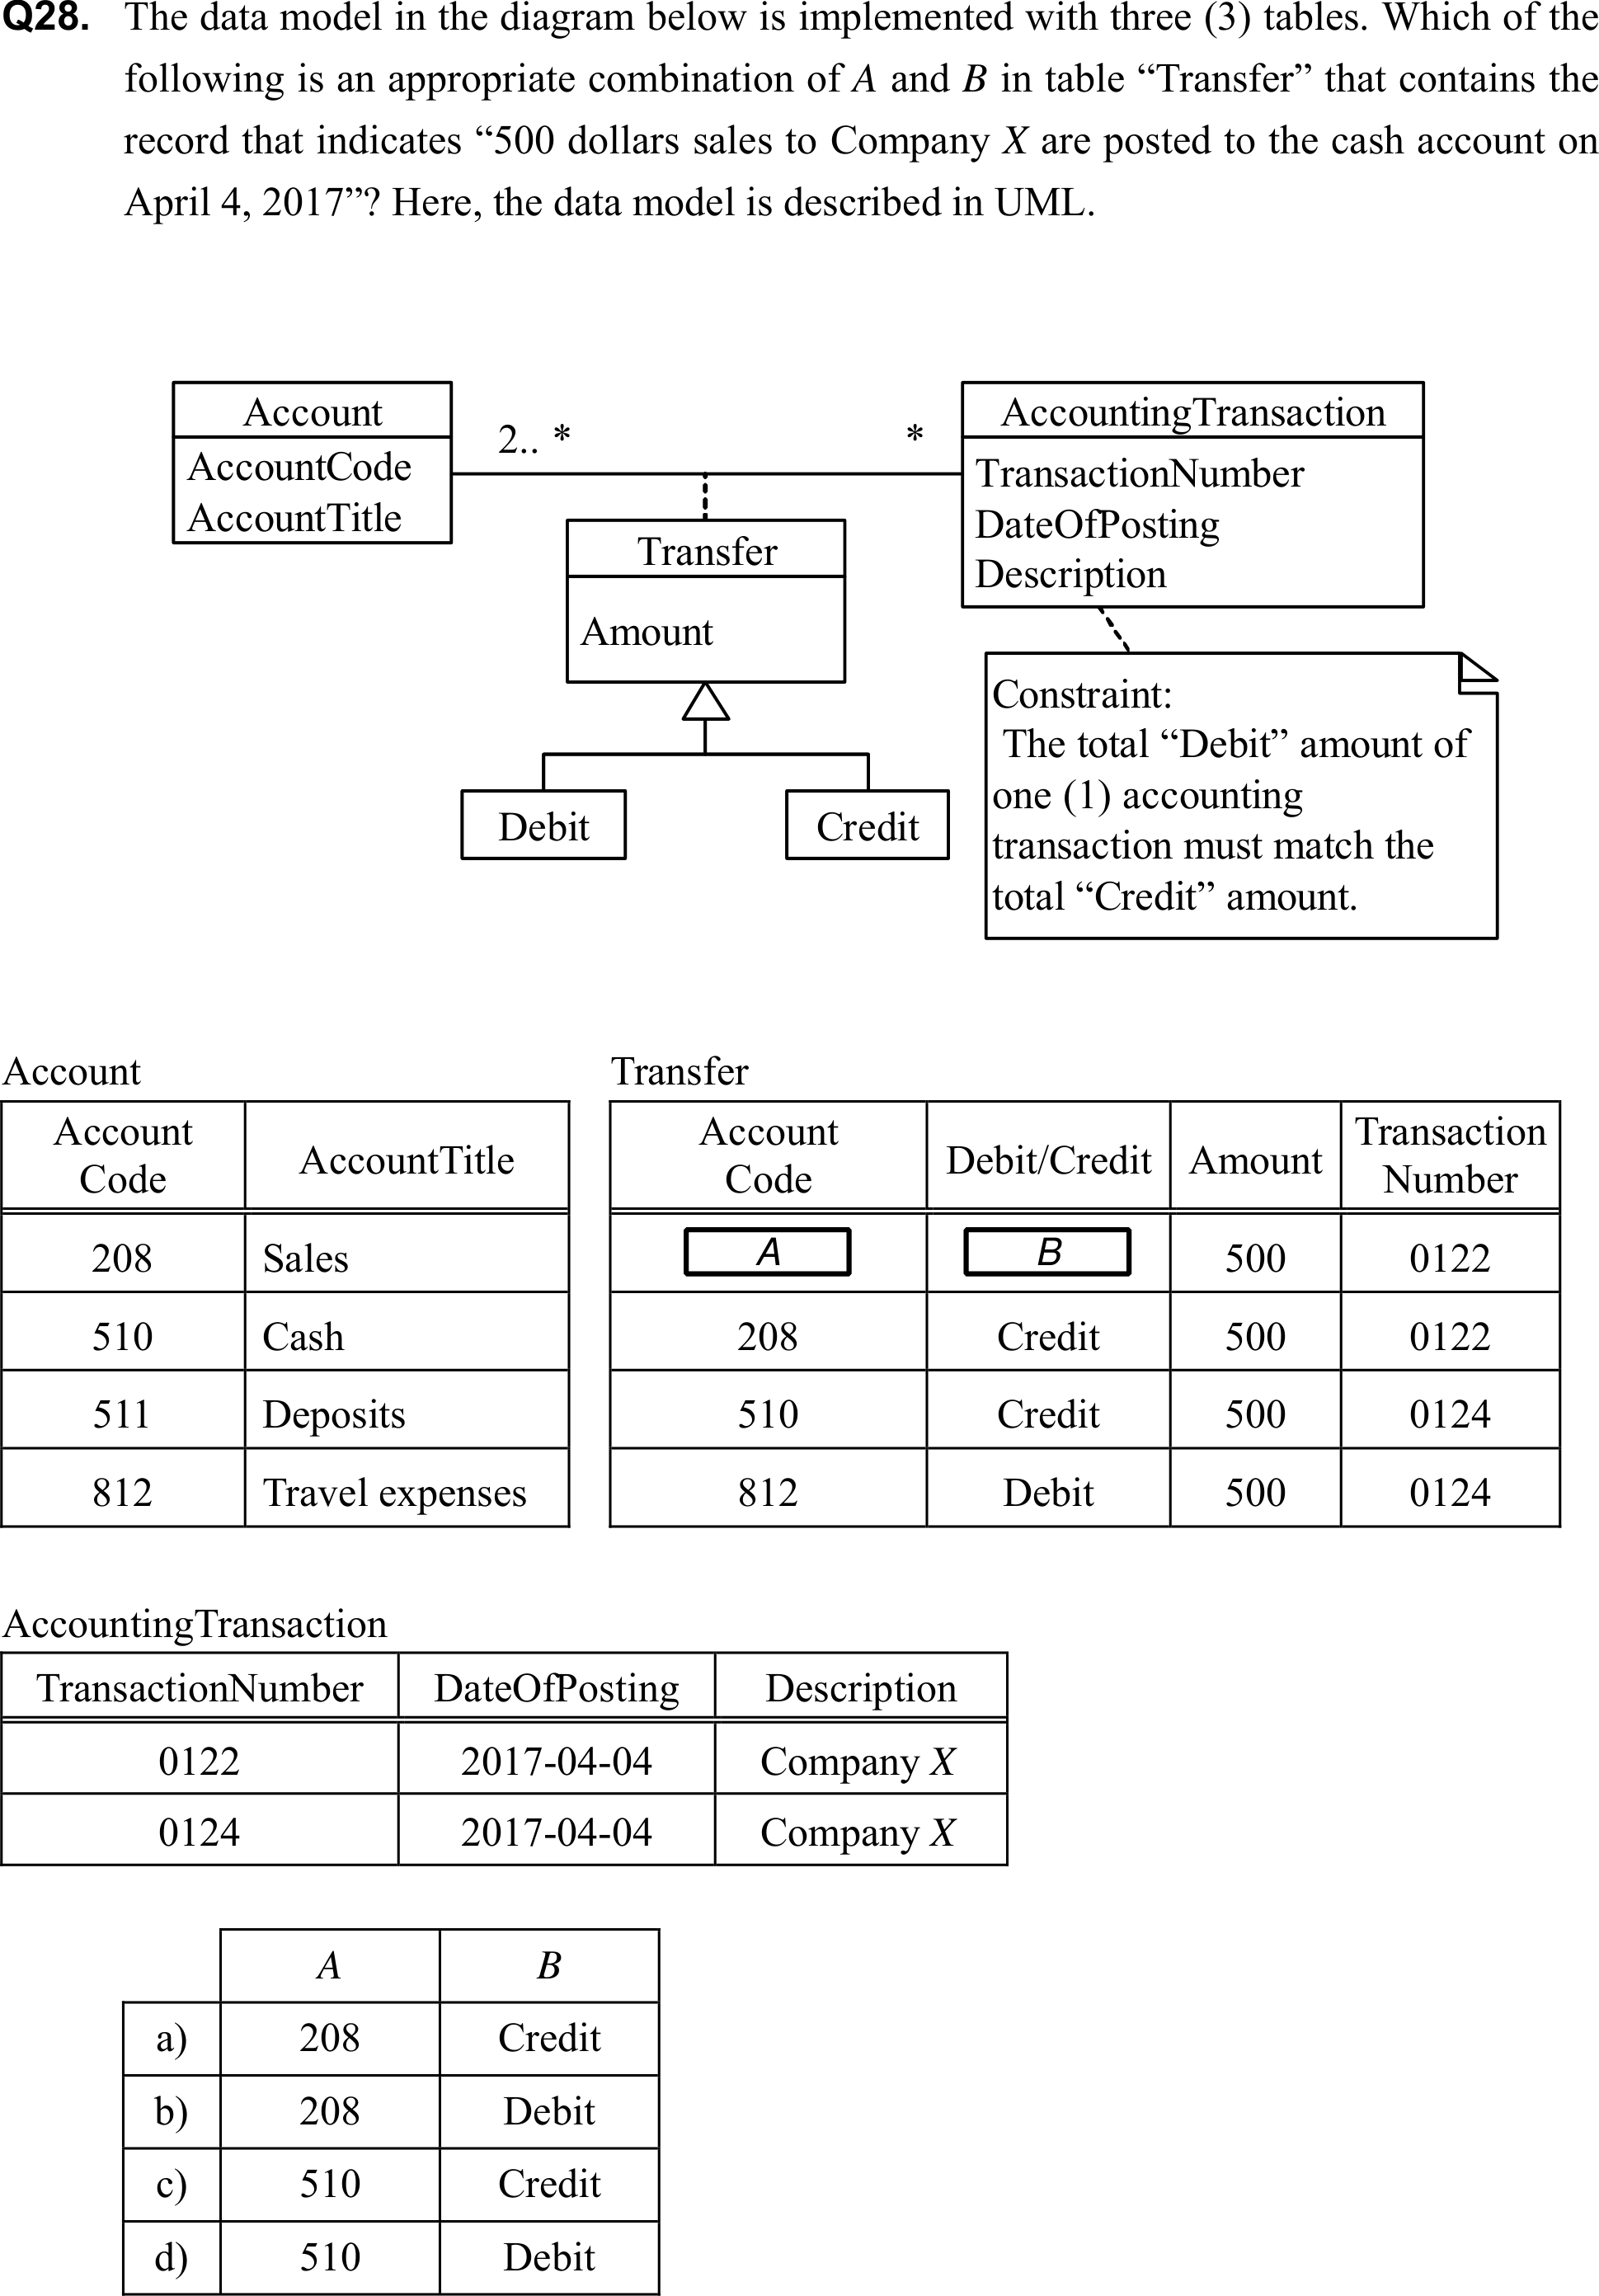 Q28. The data model in the diagram below is implemented with three (3) tables. Which of the
following is an appropriate combination of A and B in table “Transfer” that contains the
record that indicates “500 dollars sales to Company X are posted to the cash account on
April 4, 2017”? Here, the data model is described in UML.
Account
AccountCode
AccountTitle
2.. *
*
AccountingTransaction
TransactionNumber
DateOfPosting
Description
Transfer
Amount
Debit
Credit
Constraint:
The total “Debit” amount of
one (1) accounting
transaction must match the
total “Credit” amount.
Account
Account
Code
AccountTitle
208 Sales
510 Cash
511 Deposits
812 Travel expenses
Transfer
Account
Code
Debit/Credit
Amount
Transaction
Number
A B 500 0122
208 Credit 500 0122
510 Credit 500 0124
812 Debit 500 0124
AccountingTransaction
TransactionNumber DateOfPosting Description
0122 2017-04-04 Company X
0124 2017-04-04 Company X
A B
a) 208 Credit
b) 208 Debit
c) 510 Credit
d) 510 Debit